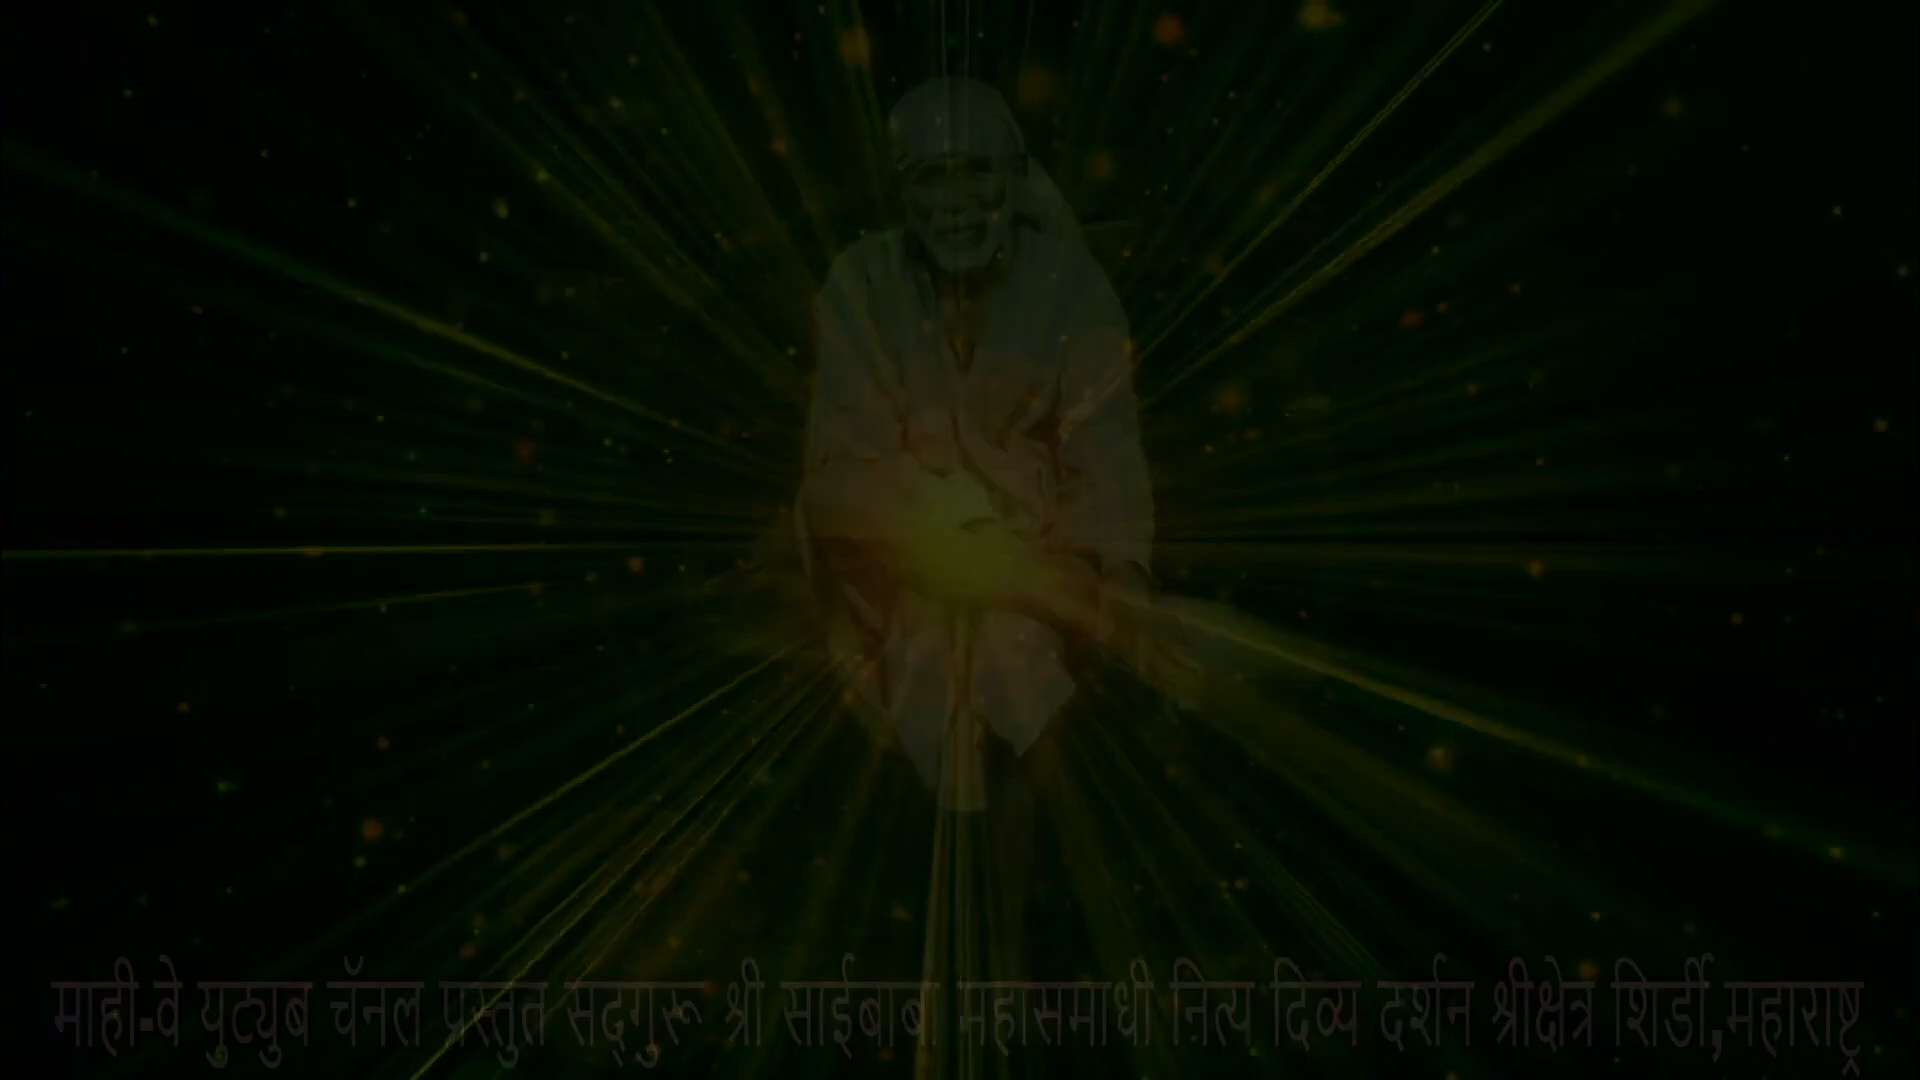 माही-वे युट्युब चॅनल प्रस्तुत सद्गुरू श्री साईबाबा महासमाधी नित्य दिव्य दर्शन श्रीक्षेत्र शिर्डी,महाराष्ट्र